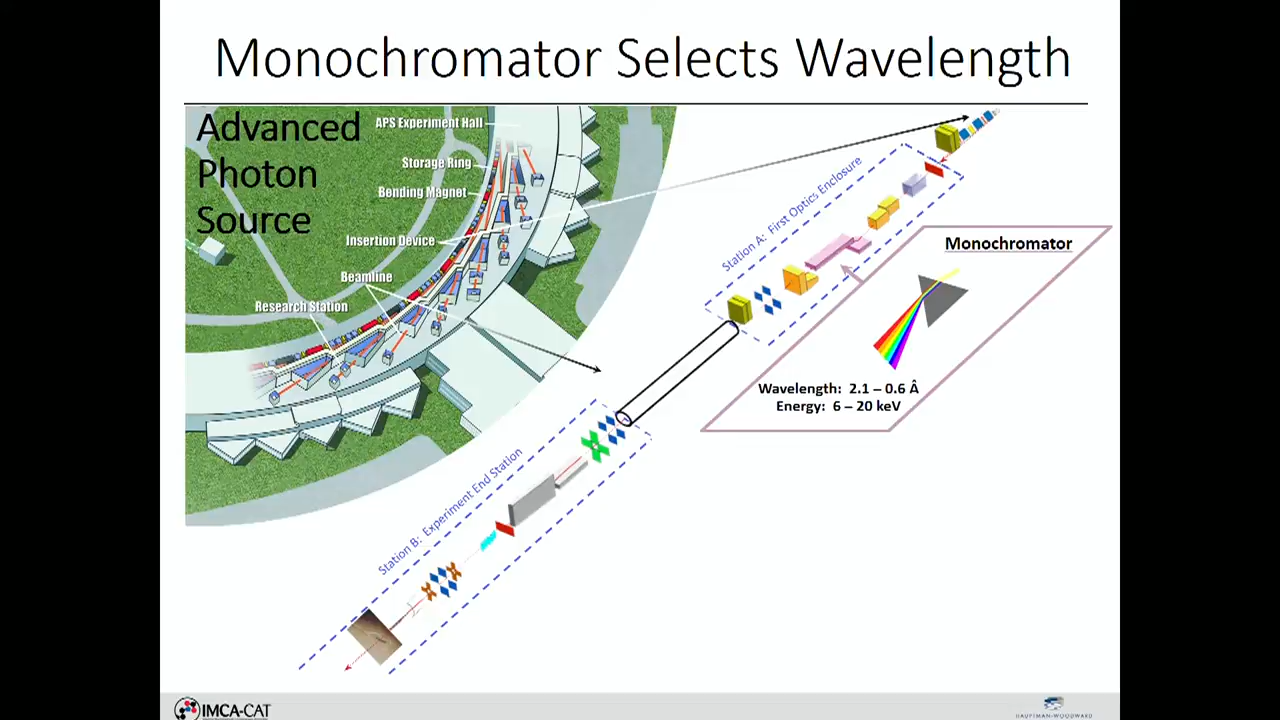 Monochromator Selects Wavelength
Advanced
Photon
Source
APS Experiment Hall
Storage Ring
Bending Magnet
Insertion Device
Beamline
Research Station
Station A: First Optics Enclosure
Monochromator
Wavelength: 2.1 – 0.6 Å
Energy: 6 – 20 keV
Station B: Experiment End Station
IMCA-CAT
HAUPTMAN-WOODWARD